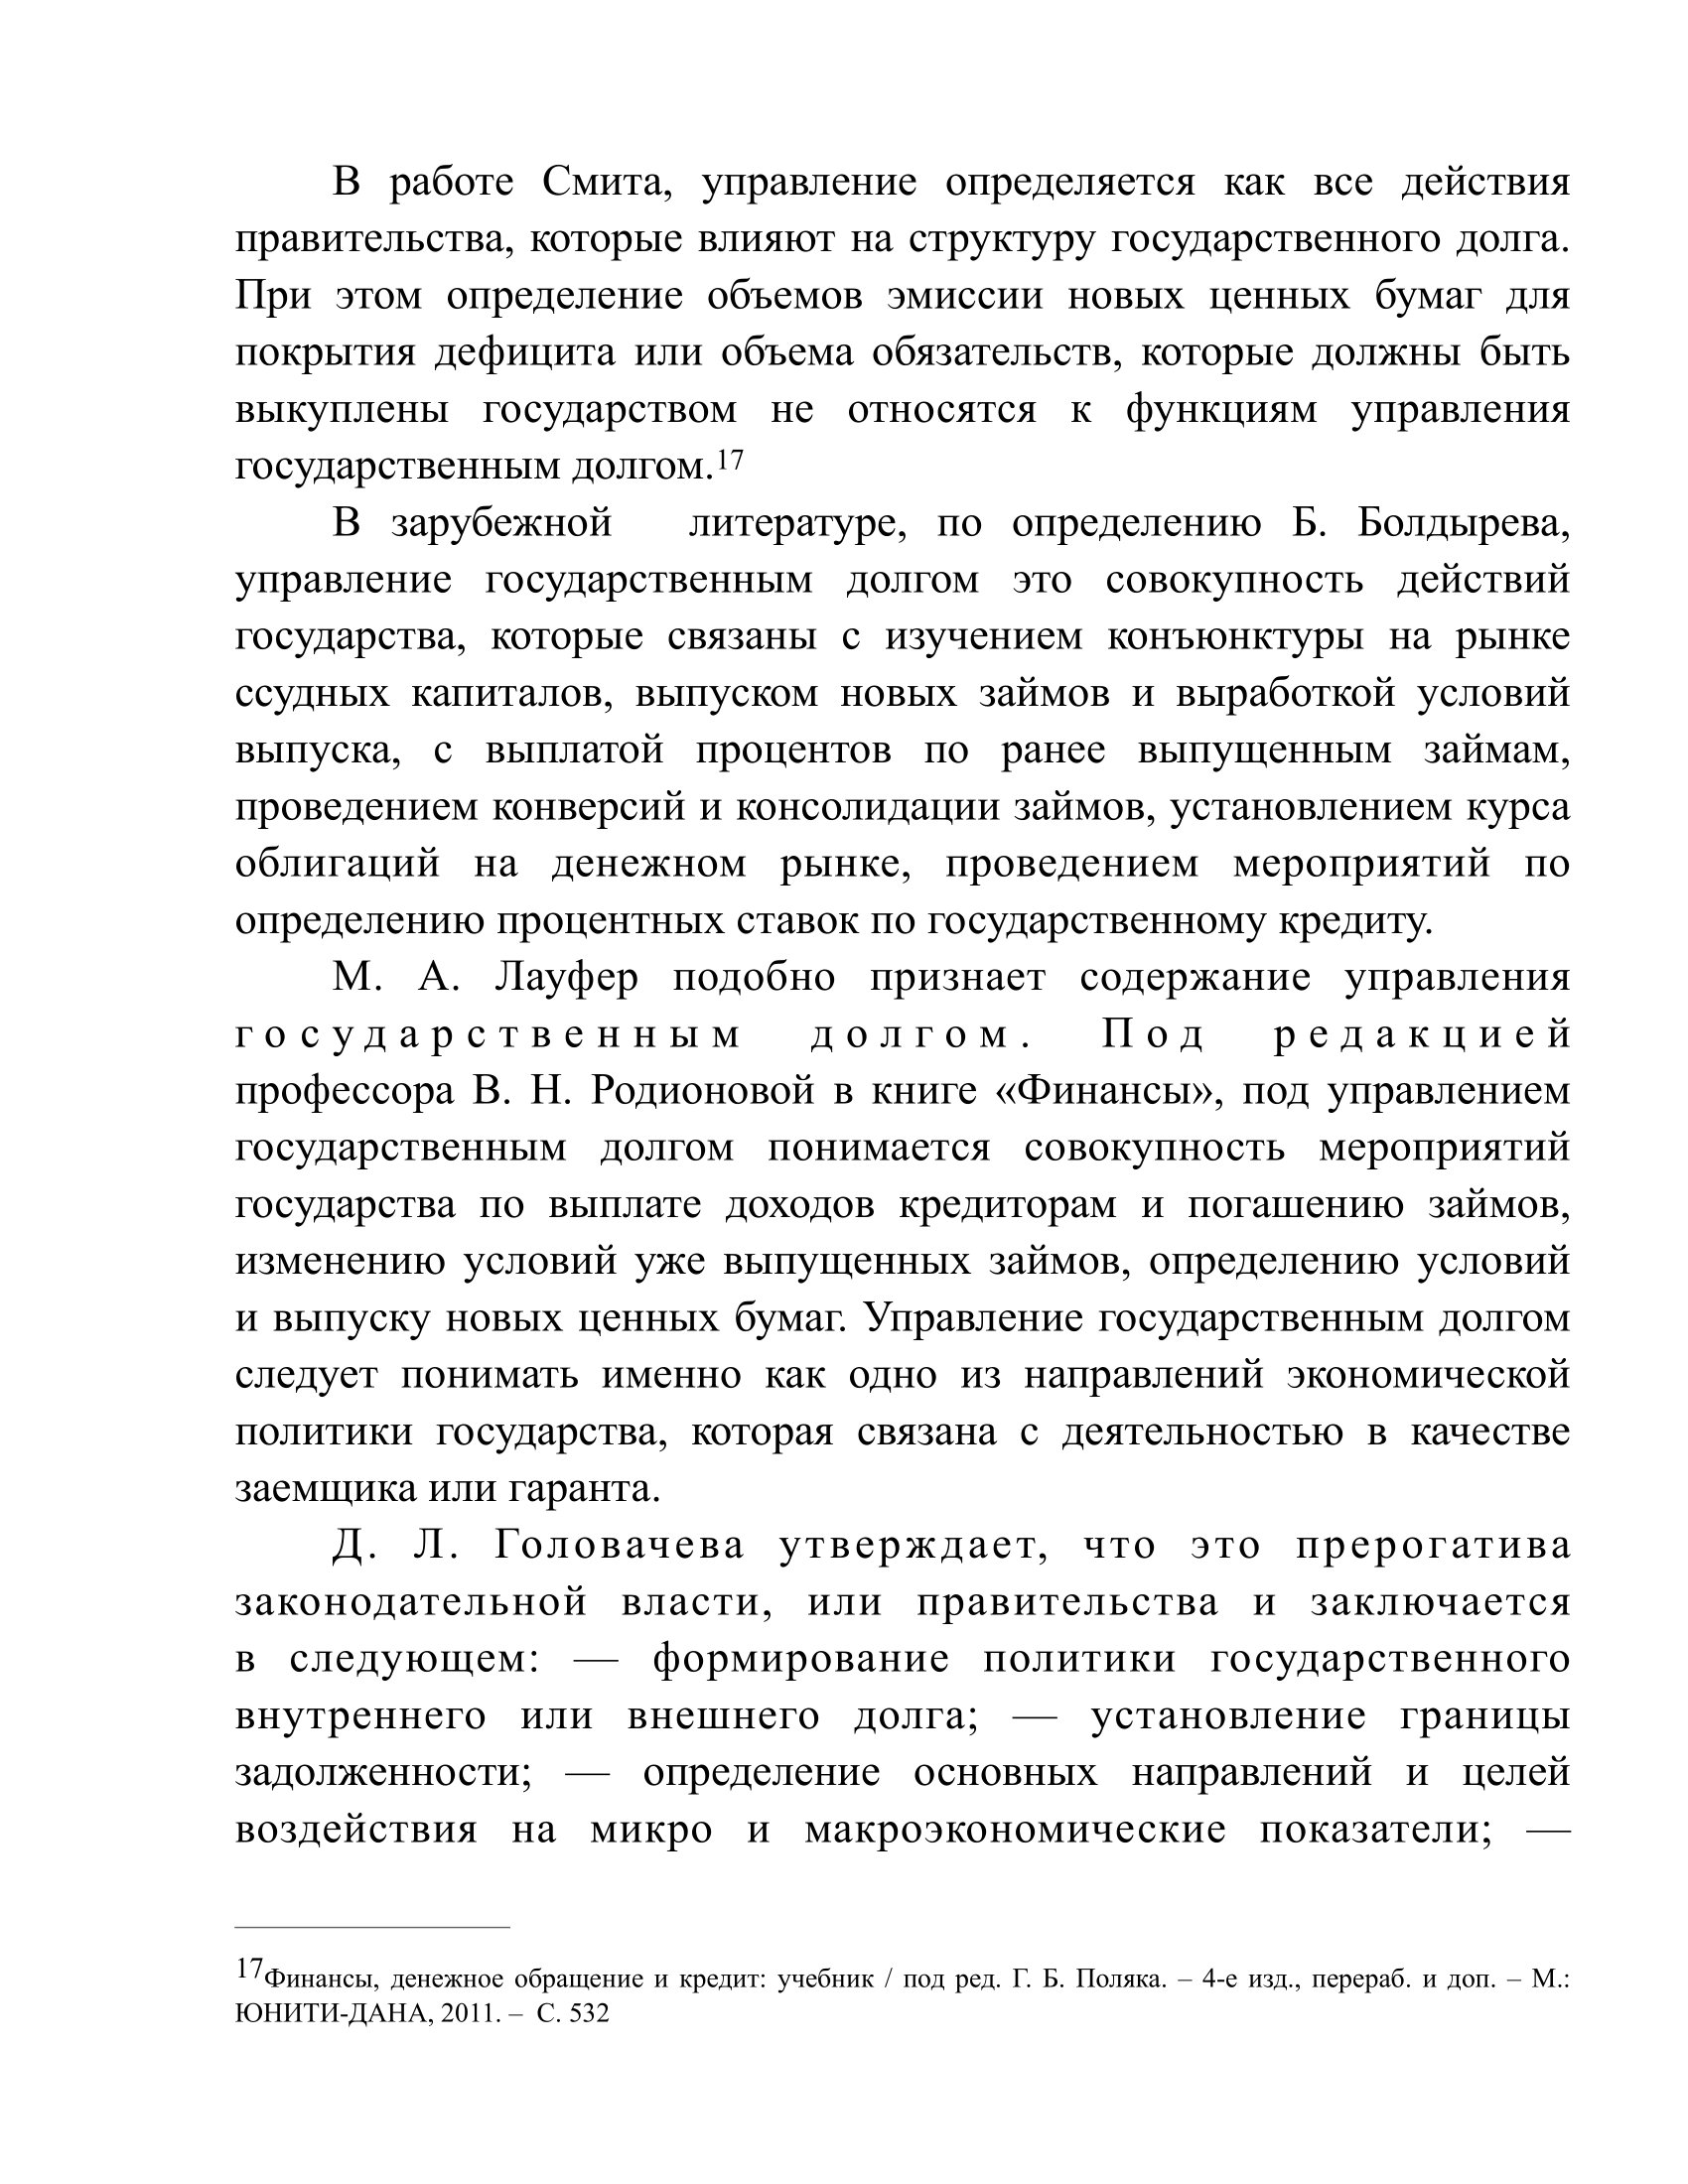 В работе Смита, управление определяется как все действия
правительства, которые влияют на структуру государственного долга.
При этом определение объемов эмиссии новых ценных бумаг для
покрытия дефицита или объема обязательств, которые должны быть
выкуплены государством не относятся к функциям управления
государственным долгом.17
В зарубежной литературе, по определению Б. Болдырева,
управление государственным долгом это совокупность действий
государства, которые связаны с изучением конъюнктуры на рынке
ссудных капиталов, выпуском новых займов и выработкой условий
выпуска, с выплатой процентов по ранее выпущенным займам,
проведением конверсий и консолидации займов, установлением курса
облигаций на денежном рынке, проведением мероприятий по
определению процентных ставок по государственному кредиту.
М. А. Лауфер подобно признает содержание управления
государственным долгом. Под редакцией
профессора В. Н. Родионовой в книге «Финансы», под управлением
государственным долгом понимается совокупность мероприятий
государства по выплате доходов кредиторам и погашению займов,
изменению условий уже выпущенных займов, определению условий
и выпуску новых ценных бумаг. Управление государственным долгом
следует понимать именно как одно из направлений экономической
политики государства, которая связана с деятельностью в качестве
заемщика или гаранта.
Д. Л. Головачева утверждает, что это прерогатива
законодательной власти, или правительства и заключается
в следующем: — формирование политики государственного
внутреннего или внешнего долга; — установление границы
задолженности; — определение основных направлений и целей
воздействия на микро и макроэкономические показатели; —
17Финансы, денежное обращение и кредит: учебник / под ред. Г. Б. Поляка. – 4-е изд., перераб. и доп. – М.:
ЮНИТИ-ДАНА, 2011. – С. 532